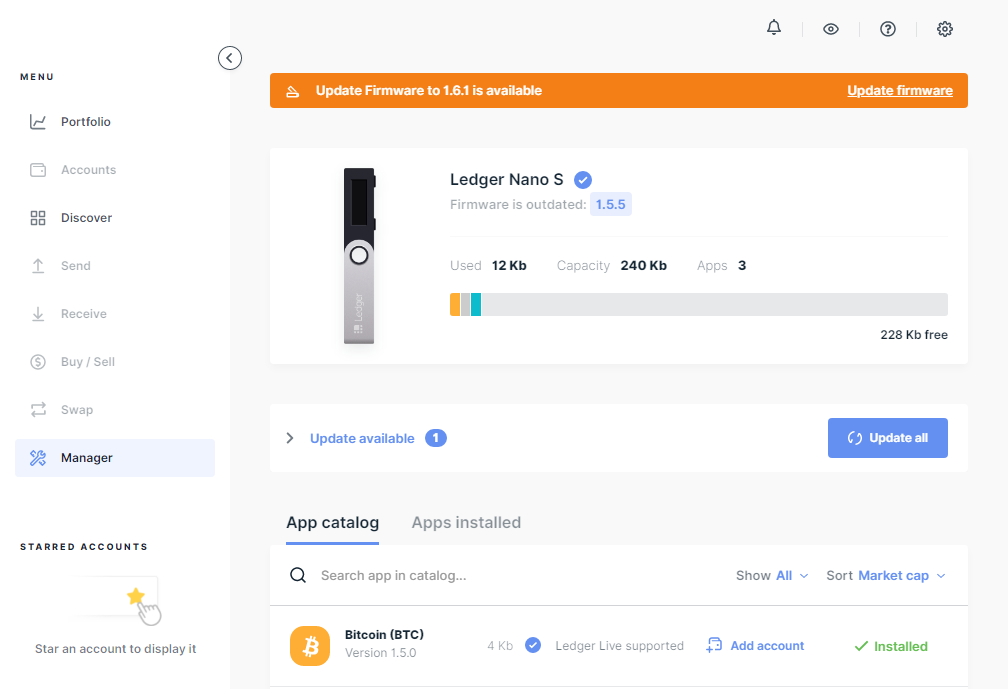 MENU
Portfolio
Accounts
Discover
Send
Receive
Buy / Sell
Swap
Manager
STARRED ACCOUNTS
Star an account to display it
Update Firmware to 1.6.1 is available Update firmware
Ledger
Ledger Nano S
Firmware is outdated: 1.5.5
Used 12 Kb Capacity 240 Kb Apps 3
228 Kb free
Update available 1 Update all
App catalog Apps installed
Search app in catalog... Show All Sort Market cap
Bitcoin (BTC)
Version 1.5.0
4 Kb Ledger Live supported Add account Installed